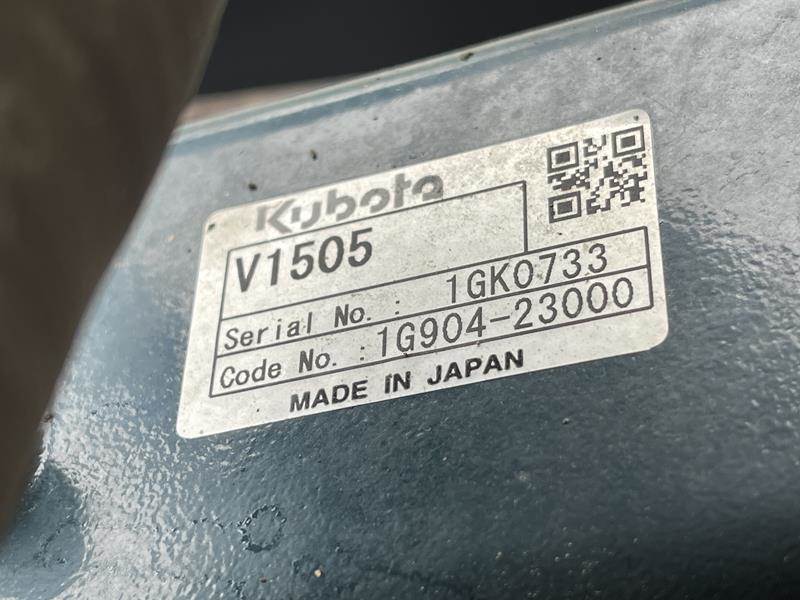 Kubota
V1505
Serial No. : 1GK0733
Code No. : 1G904-23000
MADE IN JAPAN